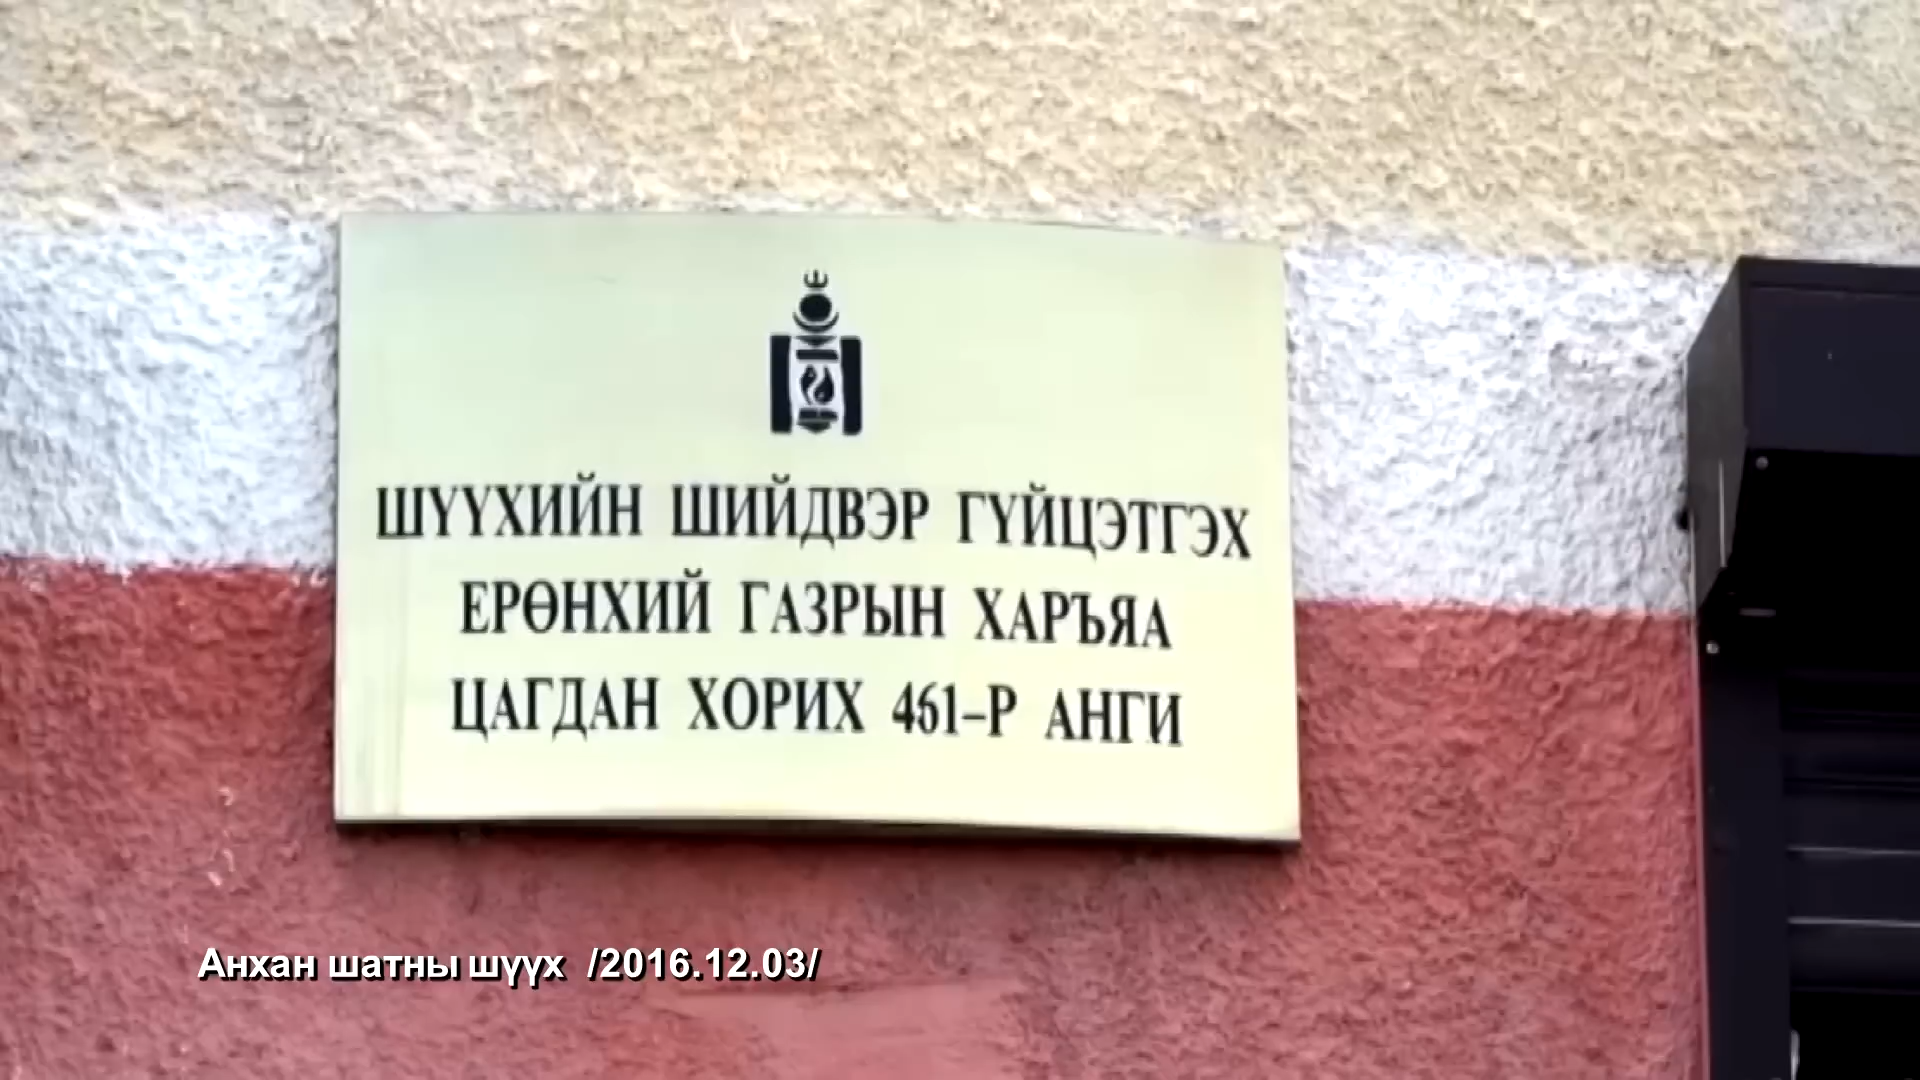 ШҮҮХИЙН ШИЙДВЭР ГҮЙЦЭТГЭХ
ЕРӨНХИЙ ГАЗРЫН ХАРЪЯА
ЦАГДАН ХОРИХ 461-Р АНГИ
Анхан шатны шүүх /2016.12.03/